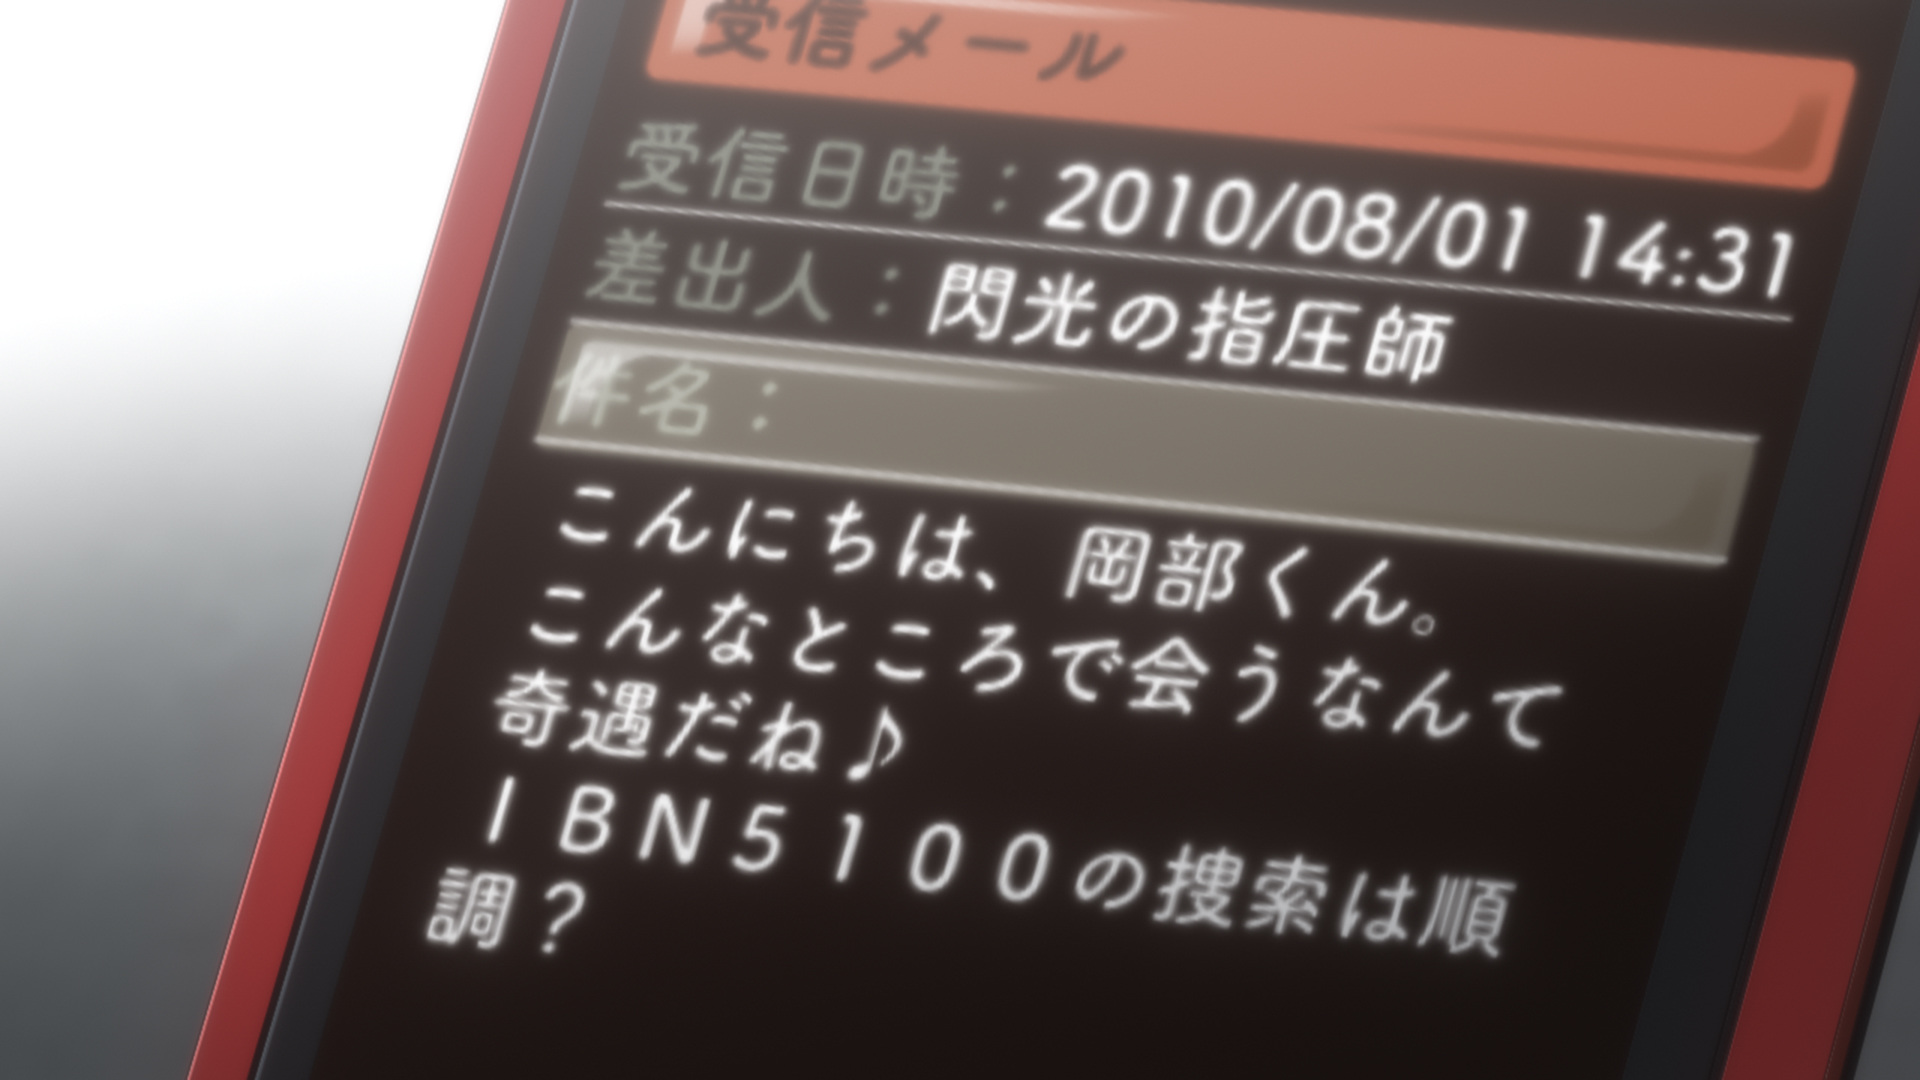 受信メール
受信日時：2010/08/01 14:31
差出人：閃光の指圧師
件名：
こんにちは、岡部くん。
こんなところで会うなんて
奇遇だね♪
ＩＢＮ５１００の捜索は順
調？